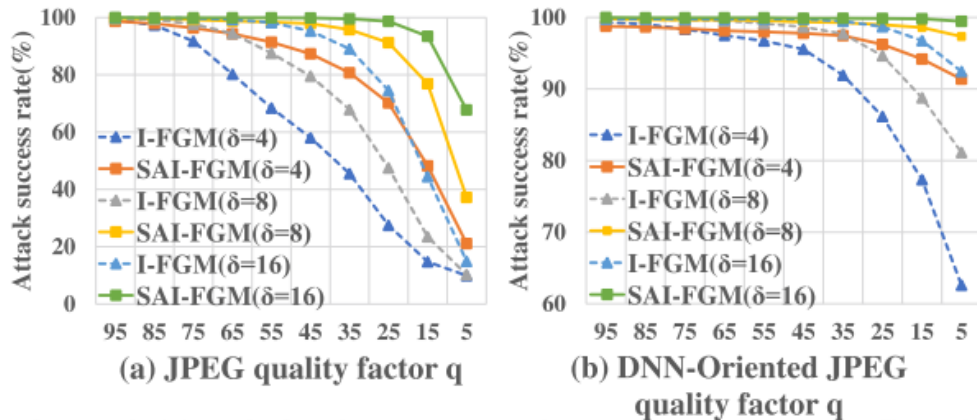 Attack success rate(%)
100
80
60
40
20
0
I-FGM(δ=4)
SAI-FGM(δ=4)
I-FGM(δ=8)
SAI-FGM(δ=8)
I-FGM(δ=16)
SAI-FGM(δ=16)
95 85 75 65 55 45 35 25 15 5
(a) JPEG quality factor q
Attack success rate(%)
100
90
80
70
60
I-FGM(δ=4)
SAI-FGM(δ=4)
I-FGM(δ=8)
SAI-FGM(δ=8)
I-FGM(δ=16)
SAI-FGM(δ=16)
95 85 75 65 55 45 35 25 15 5
(b) DNN-Oriented JPEG
quality factor q